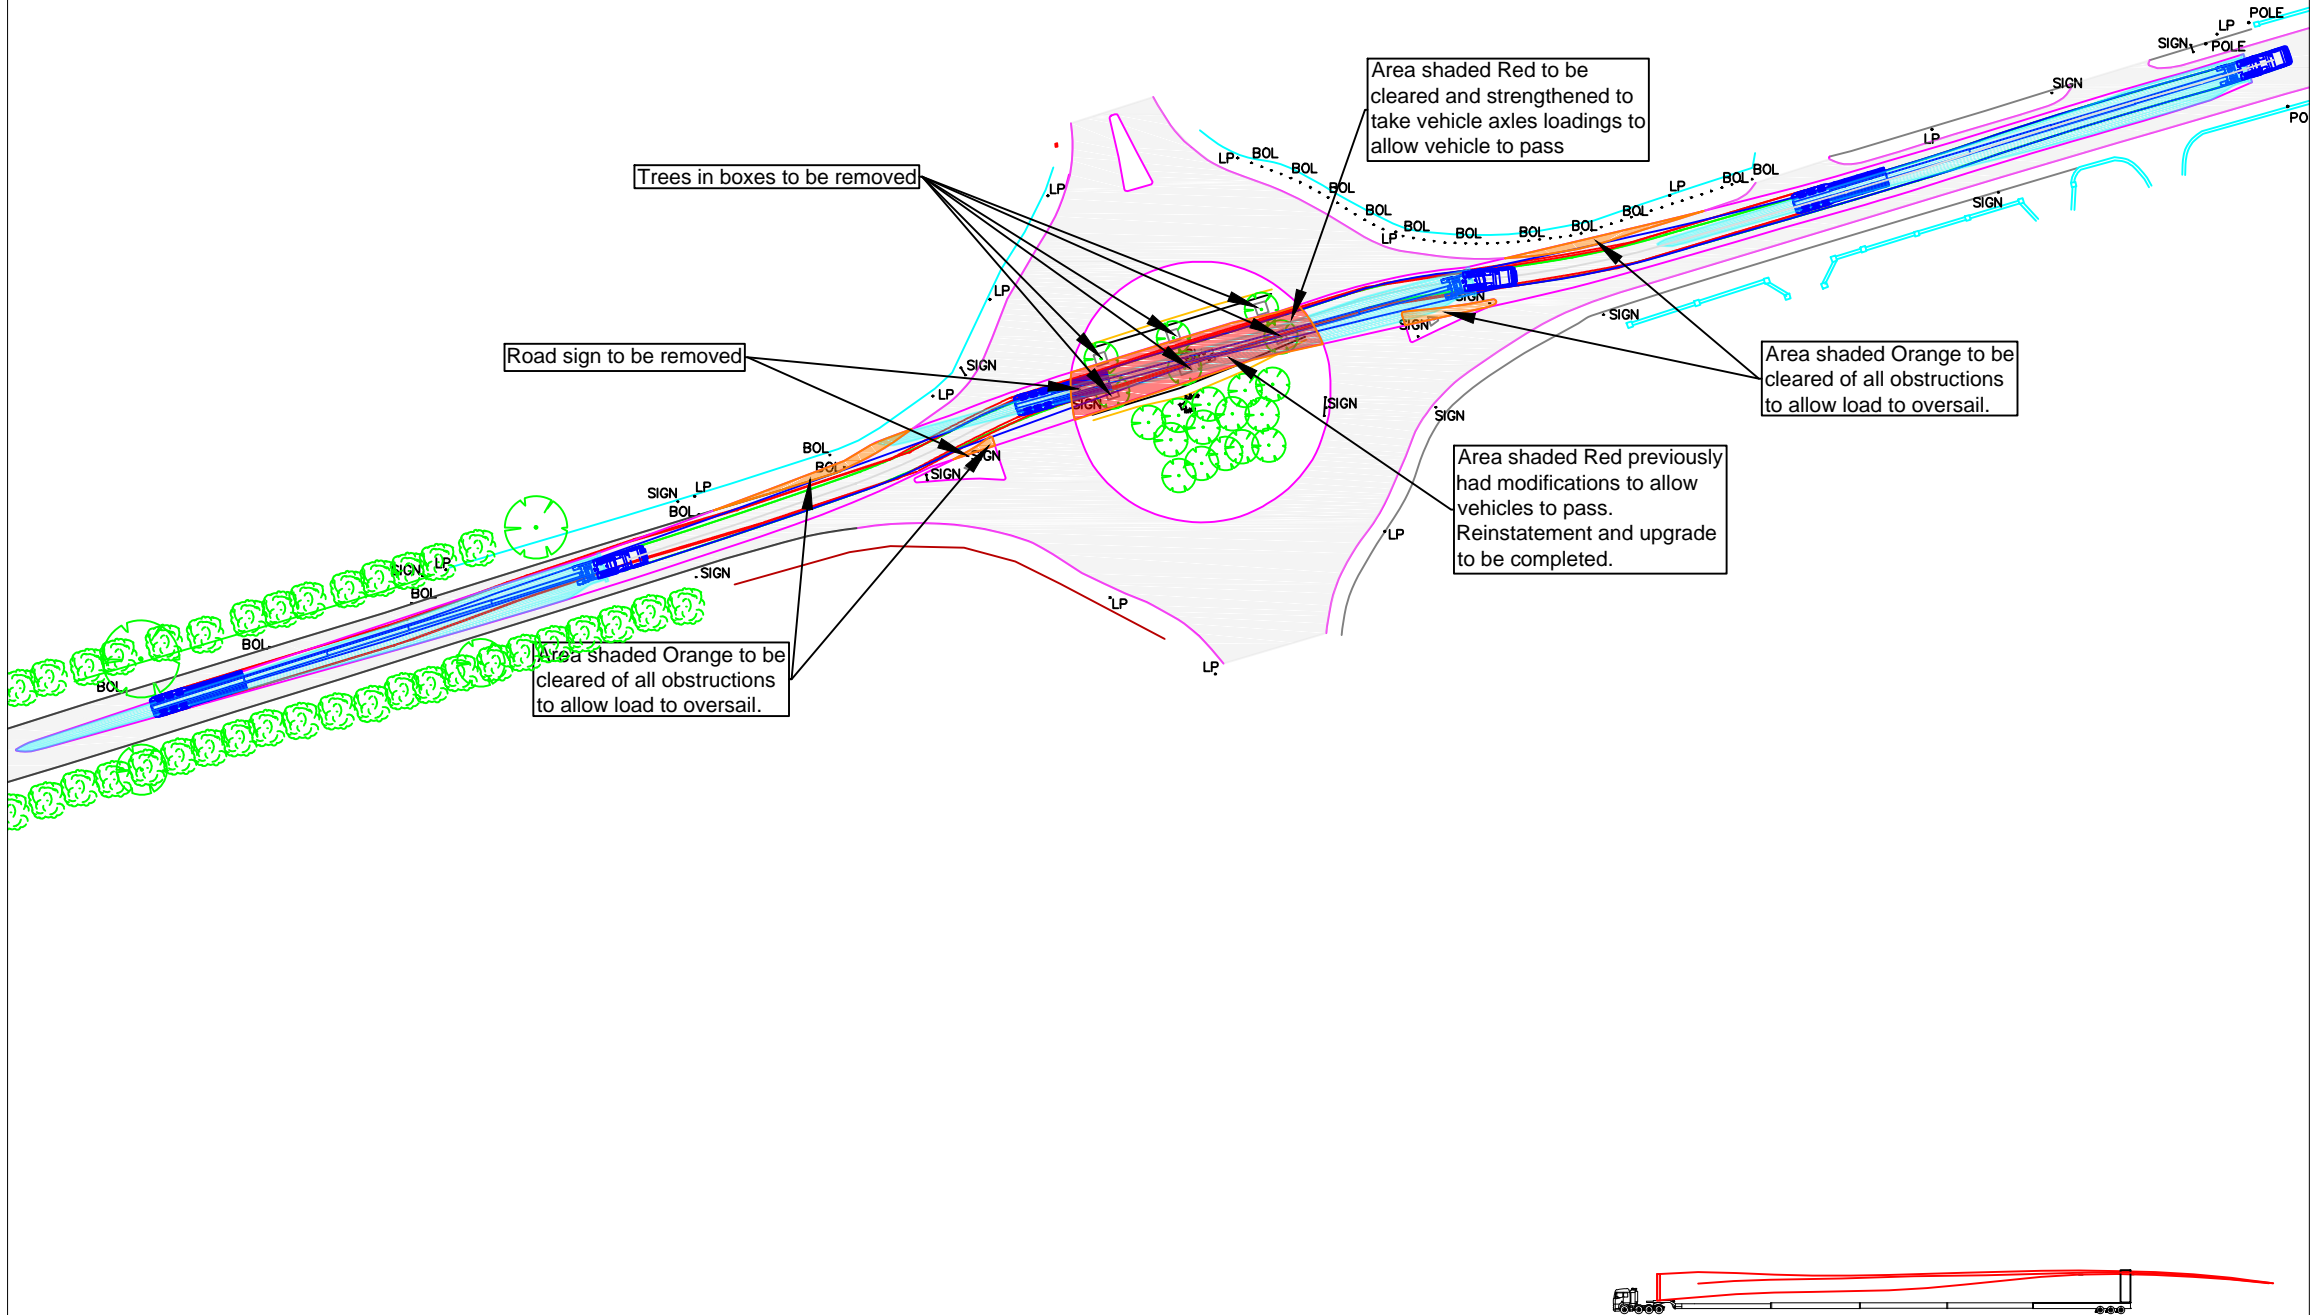 POLE
LP
SIGN
POLE
Area shaded Red to be
cleared and strengthened to
take vehicle axles loadings to
allow vehicle to pass
SIGN
PO
LP
LP
BOL
BOL
BOL
BOL
BOL
BOL
BOL
BOL
BOL
LP
BOL
BOL
LP
Trees in boxes to be removed
LP
SIGN
LP
SIGN
SIGN
SIGN
Road sign to be removed
SIGN
LP
SIGN
SIGN
SIGN
Area shaded Orange to be
cleared of all obstructions
to allow load to oversail.
BOL
BOL
SIGN
SIGN
SIGN
LP
BOL
Area shaded Red previously
had modifications to allow
vehicles to pass.
Reinstatement and upgrade
to be completed.
LP
SIGN
LP
SIGN
BOL
LP
BOL
Area shaded Orange to be
cleared of all obstructions
to allow load to oversail.
LP
BOL